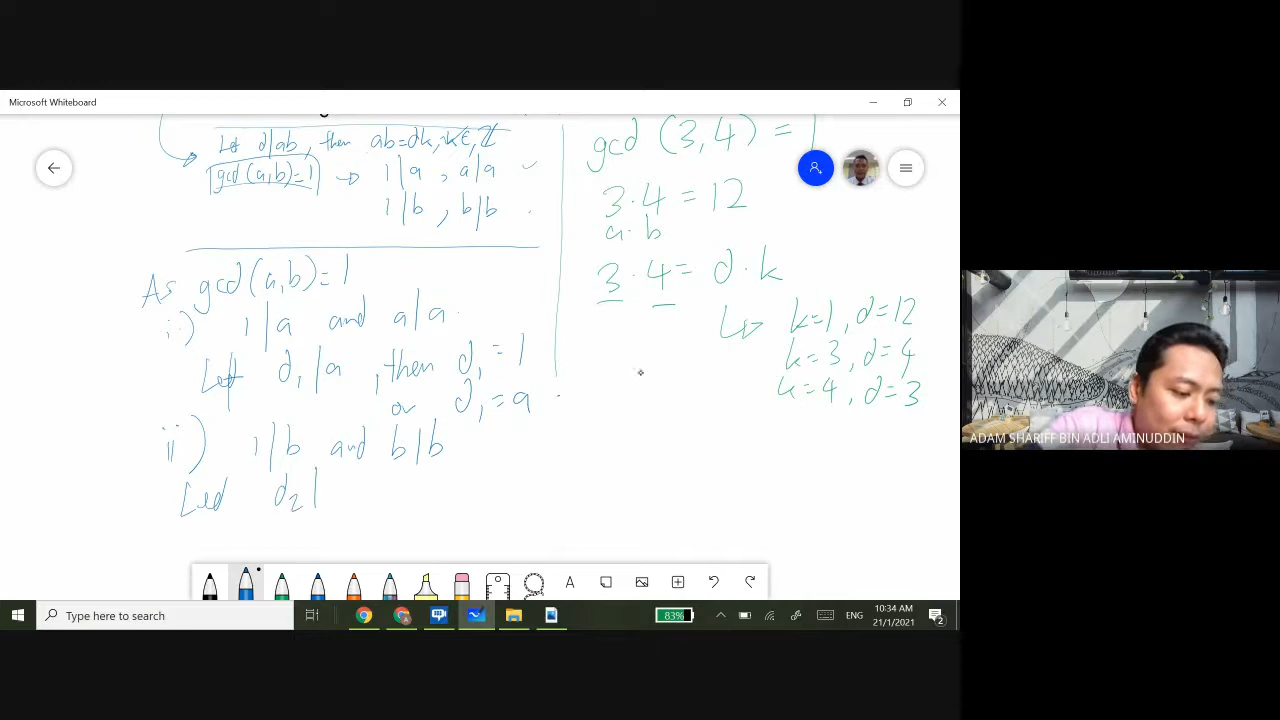 Microsoft Whiteboard
Let d|ab, then ab=dk, k∈, ℤ
gcd(a,b)=1 → 1|a , a|a
1|b , b|b .
As gcd(a,b)=1
i) 1|a and a|a.
Let d₁|a , then d₁ = 1
or d₁ = a .
ii) 1|b and b|b
Led d₂|
gcd (3,4) = 1
3·4 = 12
a· b
3 · 4 = d · k
↳ k=1, d=12
k=3, d=4
k=4, d=3
ADAM SHARIFF BIN ADLI AMINUDDIN
A
Type here to search
83%
ENG
10:34 AM
21/1/2021
2